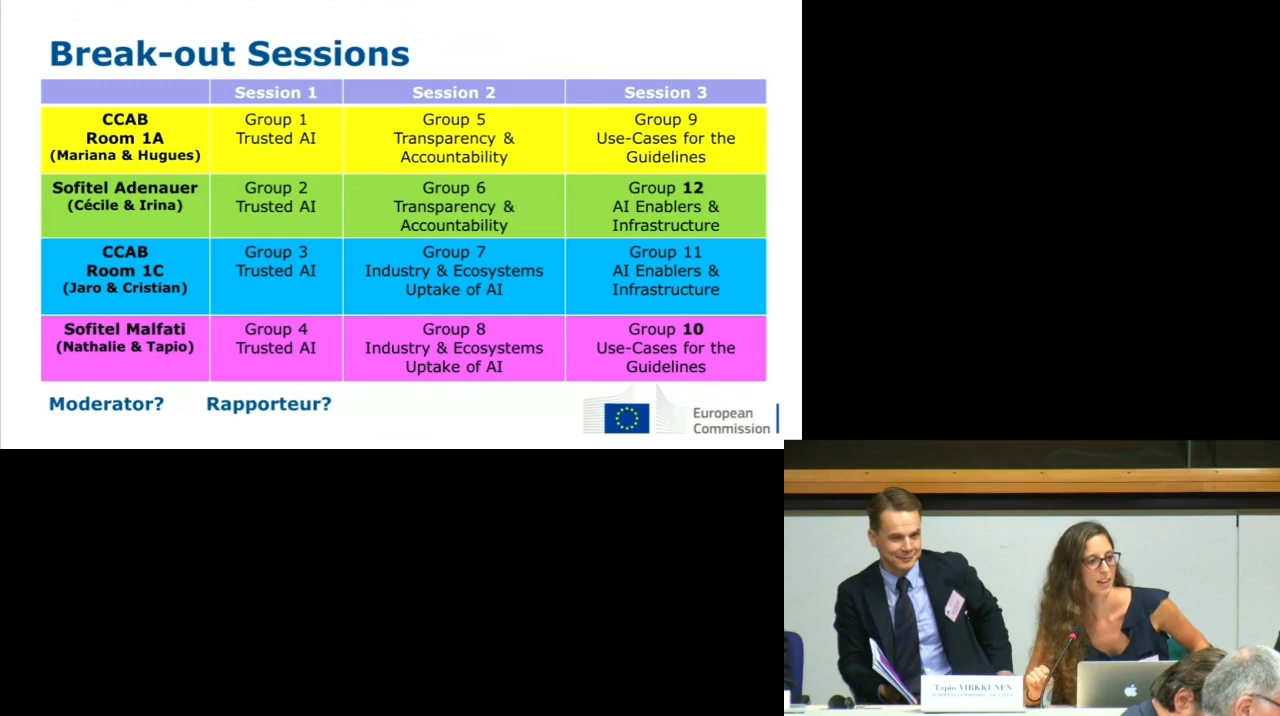 Break-out Sessions
Session 1
Session 2
Session 3
CCAB
Room 1A
(Mariana & Hugues)
Group 1
Trusted AI
Group 5
Transparency &
Accountability
Group 9
Use-Cases for the
Guidelines
Sofitel Adenauer
(Cécile & Irina)
Group 2
Trusted AI
Group 6
Transparency &
Accountability
Group 12
AI Enablers &
Infrastructure
CCAB
Room 1C
(Jaro & Cristian)
Group 3
Trusted AI
Group 7
Industry & Ecosystems
Uptake of AI
Group 11
AI Enablers &
Infrastructure
Sofitel Malfati
(Nathalie & Tapio)
Group 4
Trusted AI
Group 8
Industry & Ecosystems
Uptake of AI
Group 10
Use-Cases for the
Guidelines
Moderator?
Rapporteur?
European
Commission
Tapio VIRKKUNEN
EUROPEAN COMMISSION